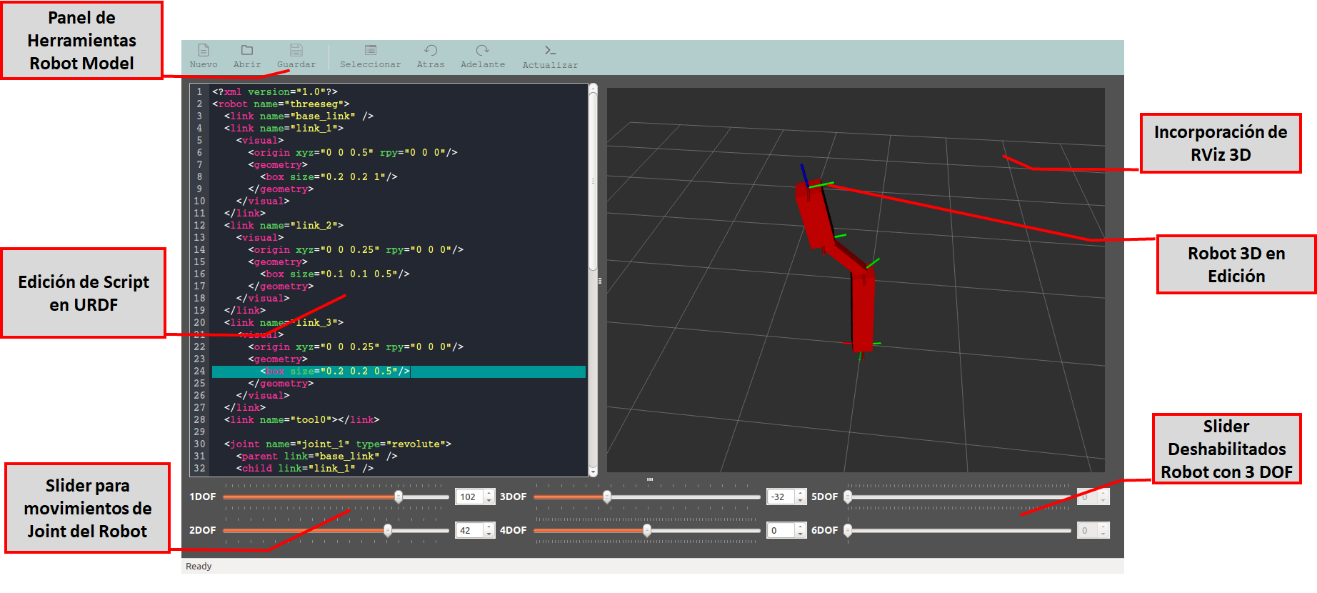 Panel de
Herramientas
Robot Model
Nuevo Abrir Guardar Seleccionar Atras Adelante Actualizar
1 <?xml version="1.0"?>
2 <robot name="threeseg">
3 <link name="base_link" />
4 <link name="link_1">
5 <visual>
6 <origin xyz="0 0 0.5" rpy="0 0 0"/>
7 <geometry>
8 <box size="0.2 0.2 1"/>
9 </geometry>
10 </visual>
11 </link>
12 <link name="link_2">
13 <visual>
14 <origin xyz="0 0 0.25" rpy="0 0 0"/>
15 <geometry>
16 <box size="0.1 0.1 0.5"/>
17 </geometry>
18 </visual>
19 </link>
20 <link name="link_3">
21 <visual>
22 <origin xyz="0 0 0.25" rpy="0 0 0"/>
23 <geometry>
24 <box size="0.2 0.2 0.5"/>
25 </geometry>
26 </visual>
27 </link>
28 <link name="tool0"></link>
29
30 <joint name="joint_1" type="revolute">
31 <parent link="base_link" />
32 <child link="link_1" />
Incorporación de
RViz 3D
Robot 3D en
Edición
Edición de Script
en URDF
Slider
Deshabilitados
Robot con 3 DOF
Slider para
movimientos de
Joint del Robot
1DOF 102 3DOF -32 5DOF 0
2DOF 42 4DOF 0 6DOF 0
Ready